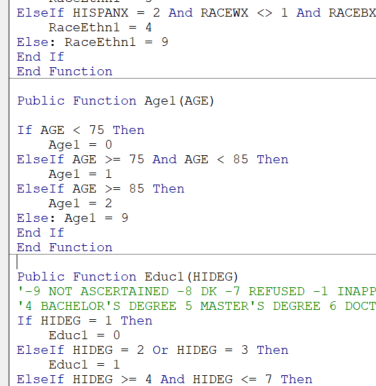 ElseIf HISPANX = 2 And RACEWX <> 1 And RACEBX
RaceEthn1 = 4
Else: RaceEthn1 = 9
End If
End Function
Public Function Age1(AGE)
If AGE < 75 Then
Age1 = 0
ElseIf AGE >= 75 And AGE < 85 Then
Age1 = 1
ElseIf AGE >= 85 Then
Age1 = 2
Else: Age1 = 9
End If
End Function
Public Function Educ1(HIDEG)
'-9 NOT ASCERTAINED -8 DK -7 REFUSED -1 INAPP
'4 BACHELOR'S DEGREE 5 MASTER'S DEGREE 6 DOCT
If HIDEG = 1 Then
Educ1 = 0
ElseIf HIDEG = 2 Or HIDEG = 3 Then
Educ1 = 1
ElseIf HIDEG >= 4 And HIDEG <= 7 Then